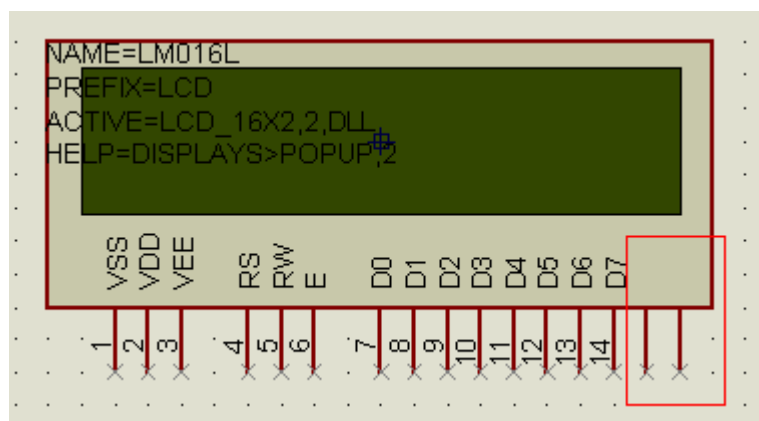 NAME=LM016L
PREFIX=LCD
ACTIVE=LCD_16X2,2,DLL
HELP=DISPLAYS>POPUP,2
VSS VDD VEE RS RW E D0 D1 D2 D3 D4 D5 D6 D7
1 2 3 4 5 6 7 8 9 10 11 12 13 14